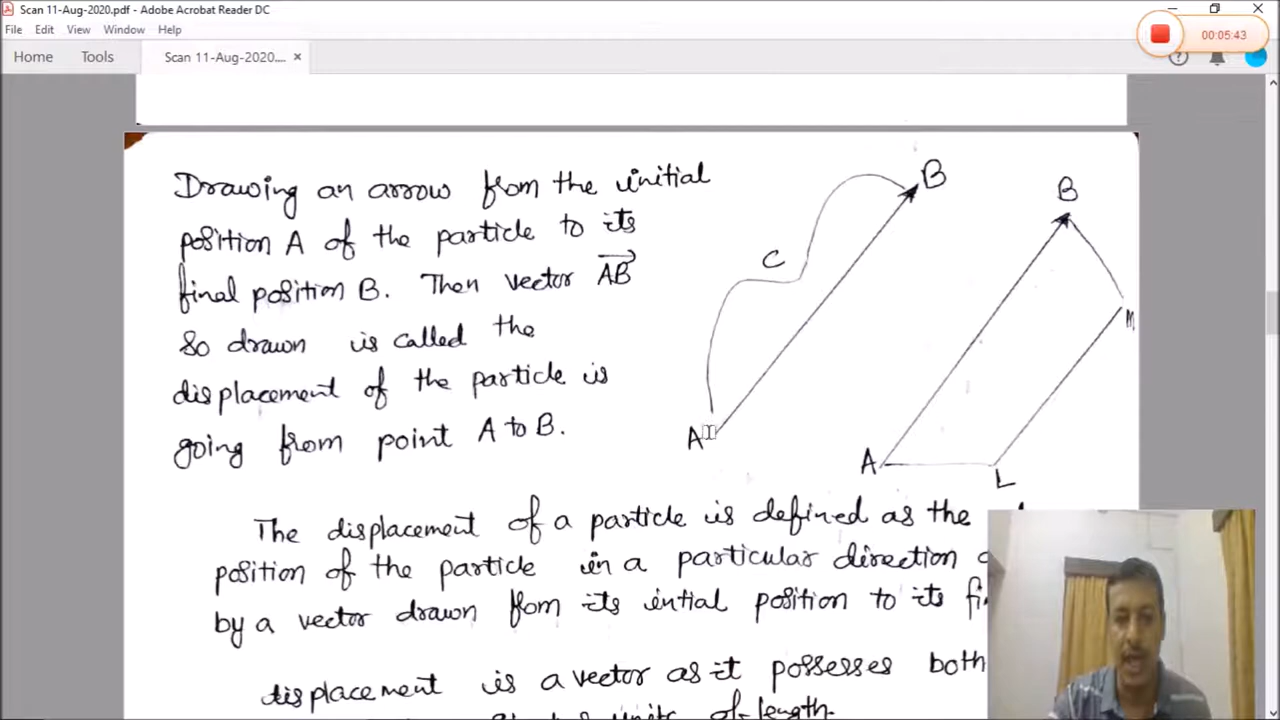 Scan 11-Aug-2020.pdf - Adobe Acrobat Reader DC
File Edit View Window Help
00:05:43
Home Tools Scan 11-Aug-2020.... ×
Drawing an arrow from the initial
position A of the particle to its
final position B. Then vector AB
so drawn is called the
displacement of the particle is
going from point A to B.
B
C
A
B
M
A
L
The displacement of a particle is defined as the
position of the particle in a particular direction
by a vector drawn from its intial position to its
displacement is a vector as it possesses both
units of length.